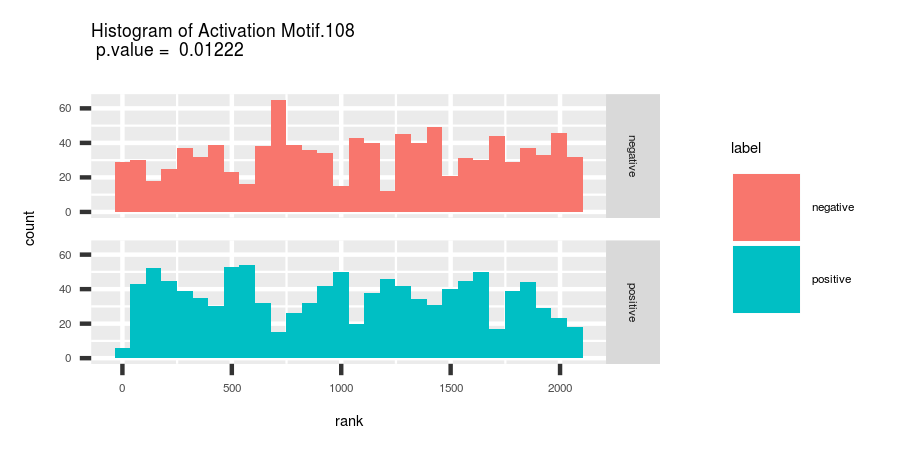 Histogram of Activation Motif.108
p.value = 0.01222
count
60
40
20
0
negative
60
40
20
0
positive
0 500 1000 1500 2000
rank
label
negative
positive